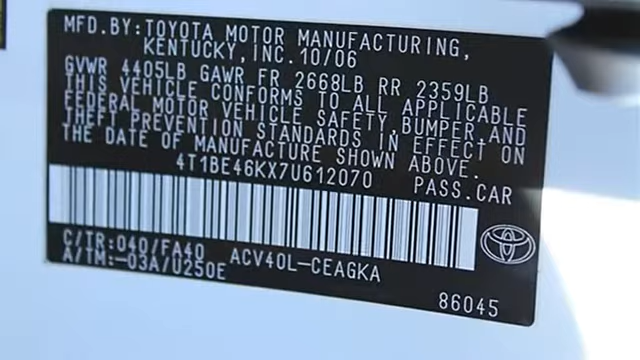 MFD.BY:TOYOTA MOTOR MANUFACTURING,
KENTUCKY,INC.10/06
GVWR 4405LB GAWR FR 2668LB RR 2359LB
THIS VEHICLE CONFORMS TO ALL APPLICABLE
FEDERAL MOTOR VEHICLE SAFETY,BUMPER,AND
THEFT PREVENTION STANDARDS IN EFFECT ON
THE DATE OF MANUFACTURE SHOWN ABOVE.
4T1BE46KX7U612070 PASS.CAR
C/TR:040/FA40 ACV40L-CEAGKA
A/TM:-03A/U250E
86045